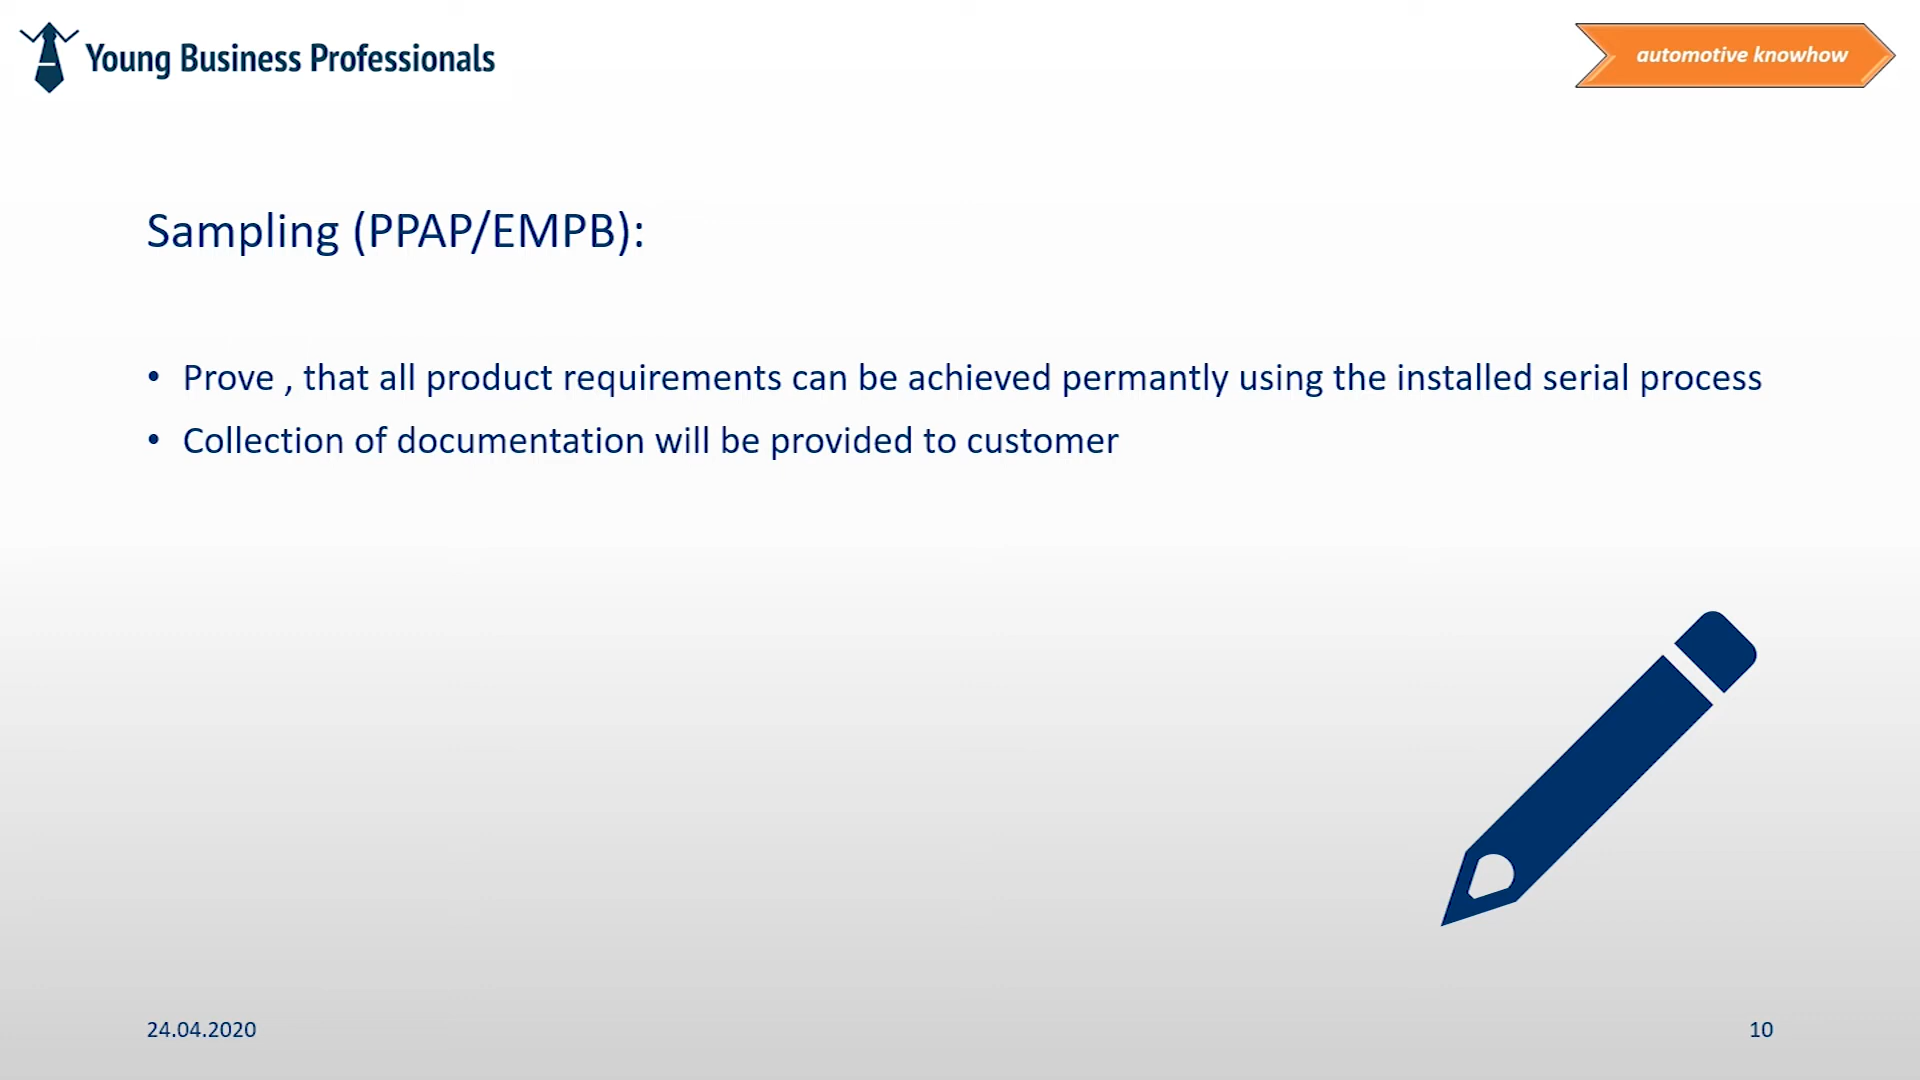 Young Business Professionals
automotive knowhow
Sampling (PPAP/EMPB):
• Prove , that all product requirements can be achieved permantly using the installed serial process
• Collection of documentation will be provided to customer
24.04.2020
10